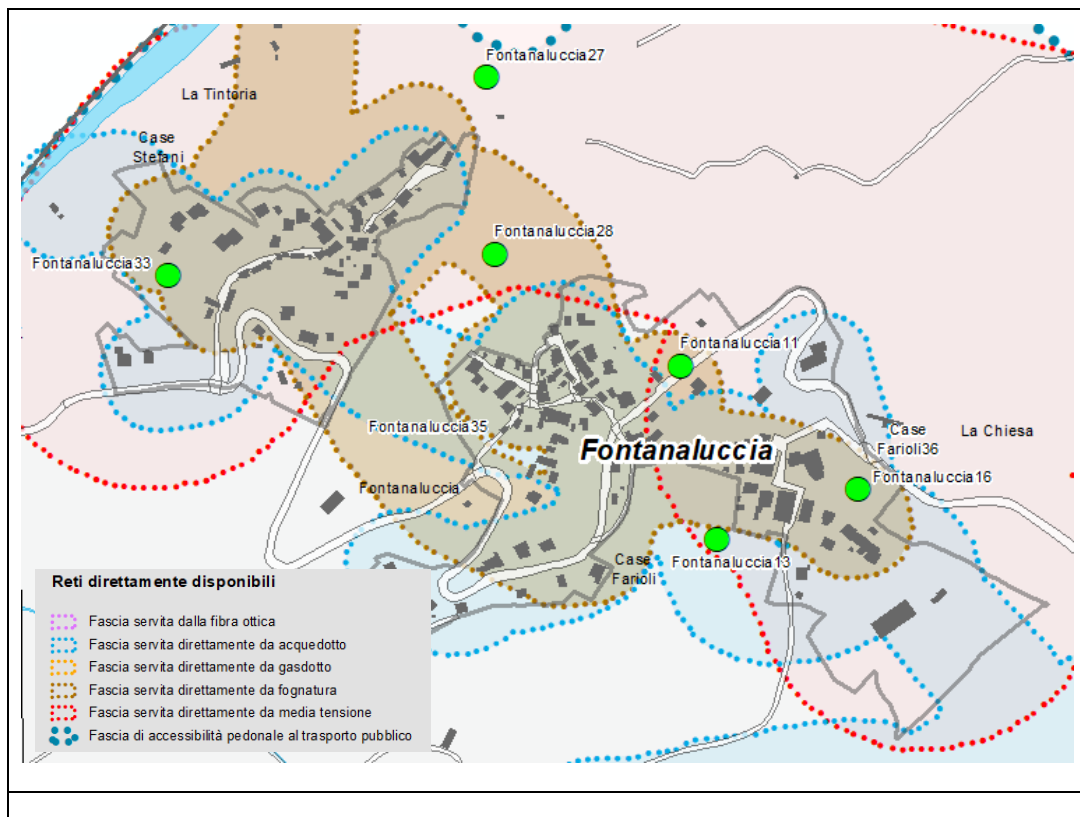 Fontanaluccia27
La Tintoria
Case
Stefani
Fontanaluccia28
Fontanaluccia33
Fontanaluccia11
Fontanaluccia35
Fontanaluccia
Case
Farioli36
La Chiesa
Fontanaluccia16
Fontanaluccia
Case
Farioli
Fontanaluccia13
Reti direttamente disponibili
Fascia servita dalla fibra ottica
Fascia servita direttamente da acquedotto
Fascia servita direttamente da gasdotto
Fascia servita direttamente da fognatura
Fascia servita direttamente da media tensione
Fascia di accessibilità pedonale al trasporto pubblico